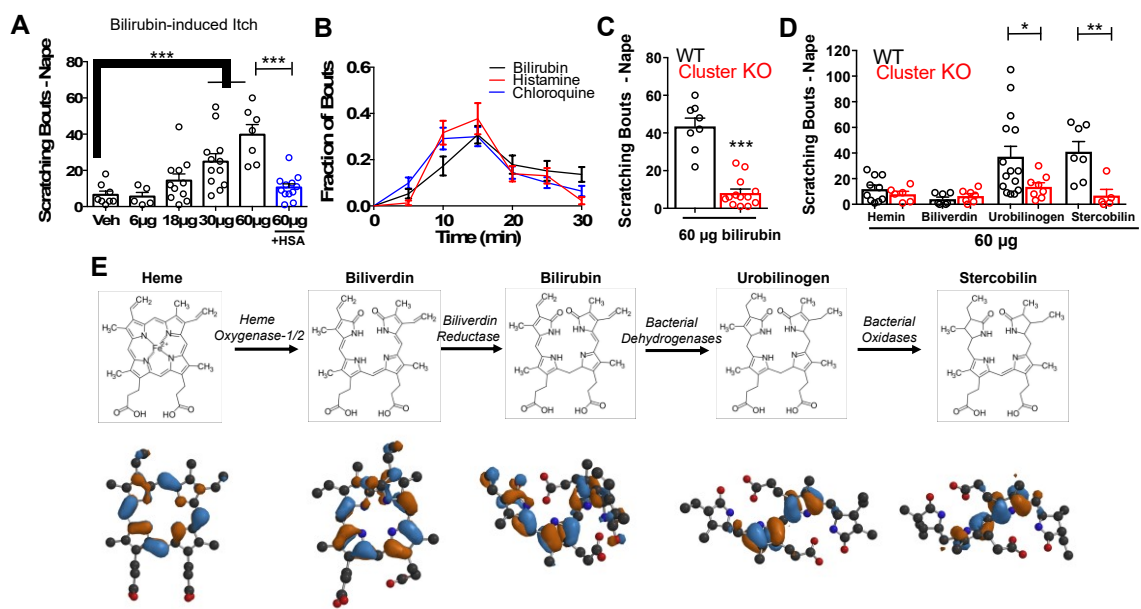 A
Bilirubin-induced Itch
Scratching Bouts - Nape
80
60
40
20
0
***
***
Veh
6µg
18µg
30µg
60µg
60µg
+HSA
B
Fraction of Bouts
0.6
0.4
0.2
0.0
Bilirubin
Histamine
Chloroquine
0
10
20
30
Time (min)
C
WT
Cluster KO
Scratching Bouts - Nape
80
60
40
20
0
***
60 µg bilirubin
D
WT
Cluster KO
Scratching Bouts - Nape
120
100
80
60
40
20
0
*
**
Hemin
Biliverdin
Urobilinogen
Stercobilin
60 µg
E
Heme
Biliverdin
Bilirubin
Urobilinogen
Stercobilin
Heme
Oxygenase-1/2
Biliverdin
Reductase
Bacterial
Dehydrogenases
Bacterial
Oxidases